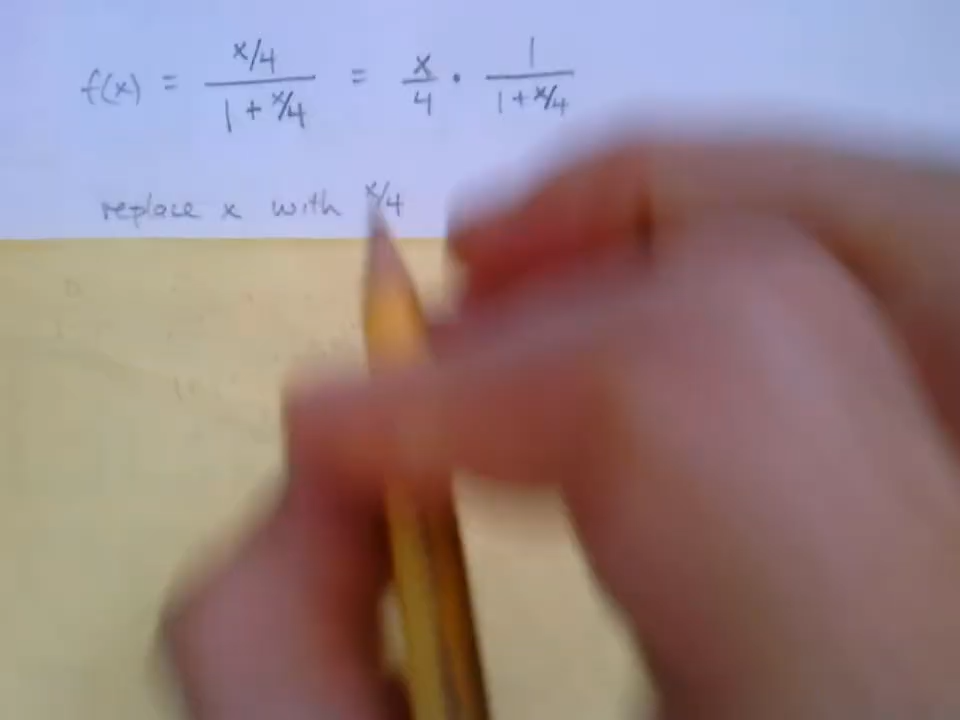 f(x) = x/4 / (1 + x/4) = x/4 · 1 / (1 + x/4)
replace x with x/4